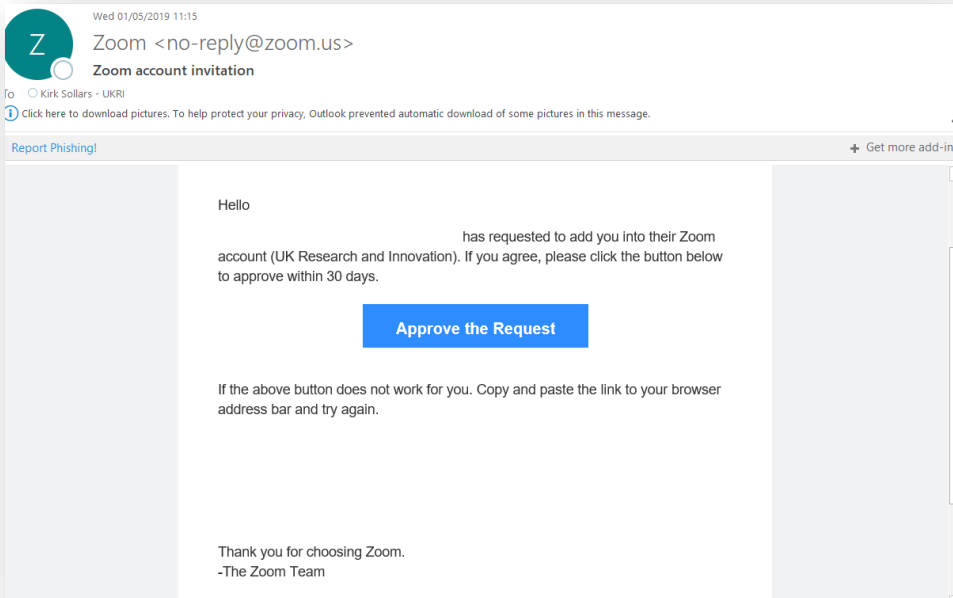 Wed 01/05/2019 11:15
Z
Zoom <no-reply@zoom.us>
Zoom account invitation
To Kirk Sollars - UKRI
Click here to download pictures. To help protect your privacy, Outlook prevented automatic download of some pictures in this message.
Report Phishing!
+ Get more add-in
Hello
has requested to add you into their Zoom
account (UK Research and Innovation). If you agree, please click the button below
to approve within 30 days.
Approve the Request
If the above button does not work for you. Copy and paste the link to your browser
address bar and try again.
Thank you for choosing Zoom.
-The Zoom Team